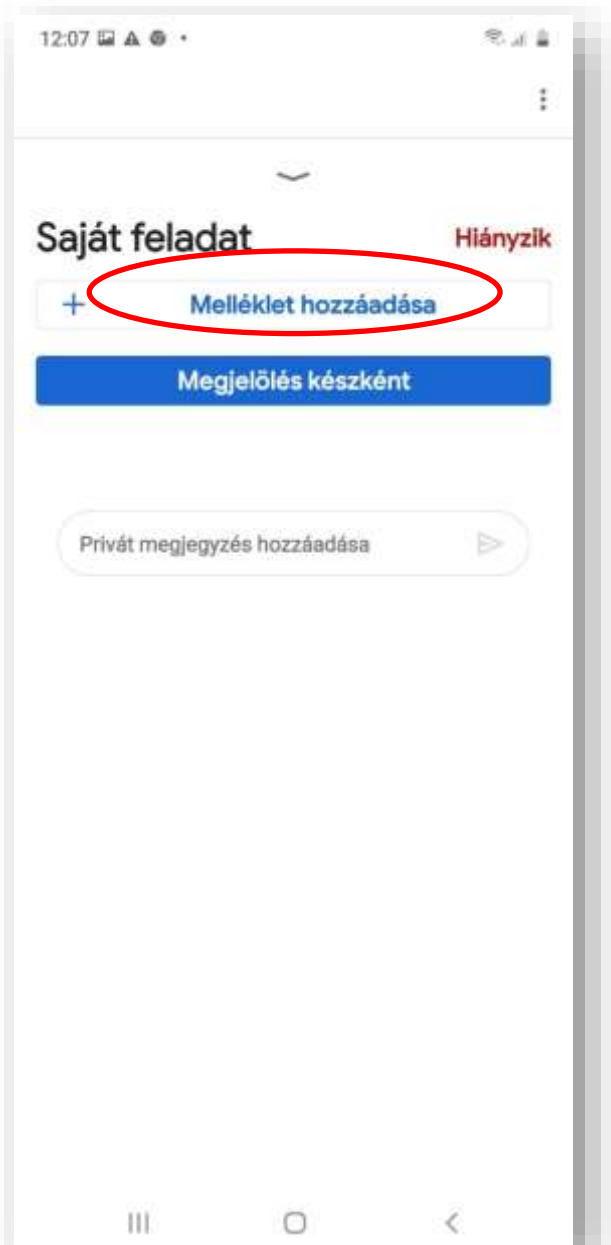 12:07
Saját feladat Hiányzik
+ Melléklet hozzáadása
Megjelölés készként
Privát megjegyzés hozzáadása